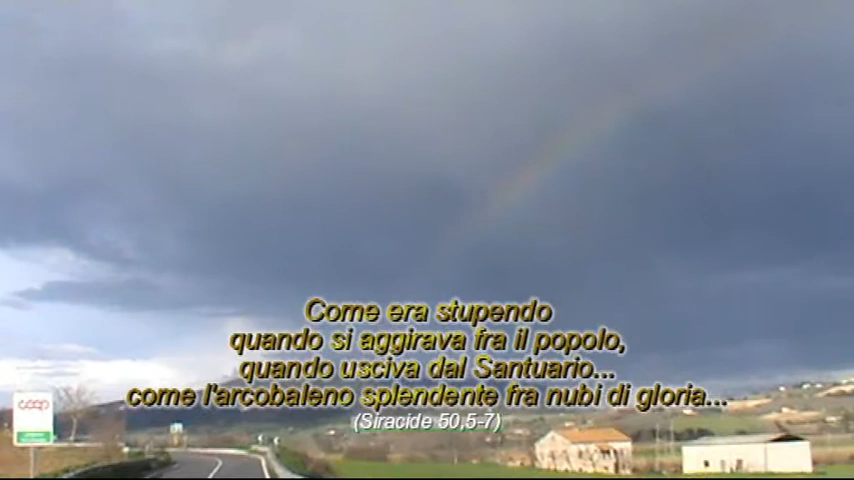 Come era stupendo
quando si aggirava fra il popolo,
quando usciva dal Santuario...
come l'arcobaleno splendente fra nubi di gloria...
(Siracide 50,5-7)
coop